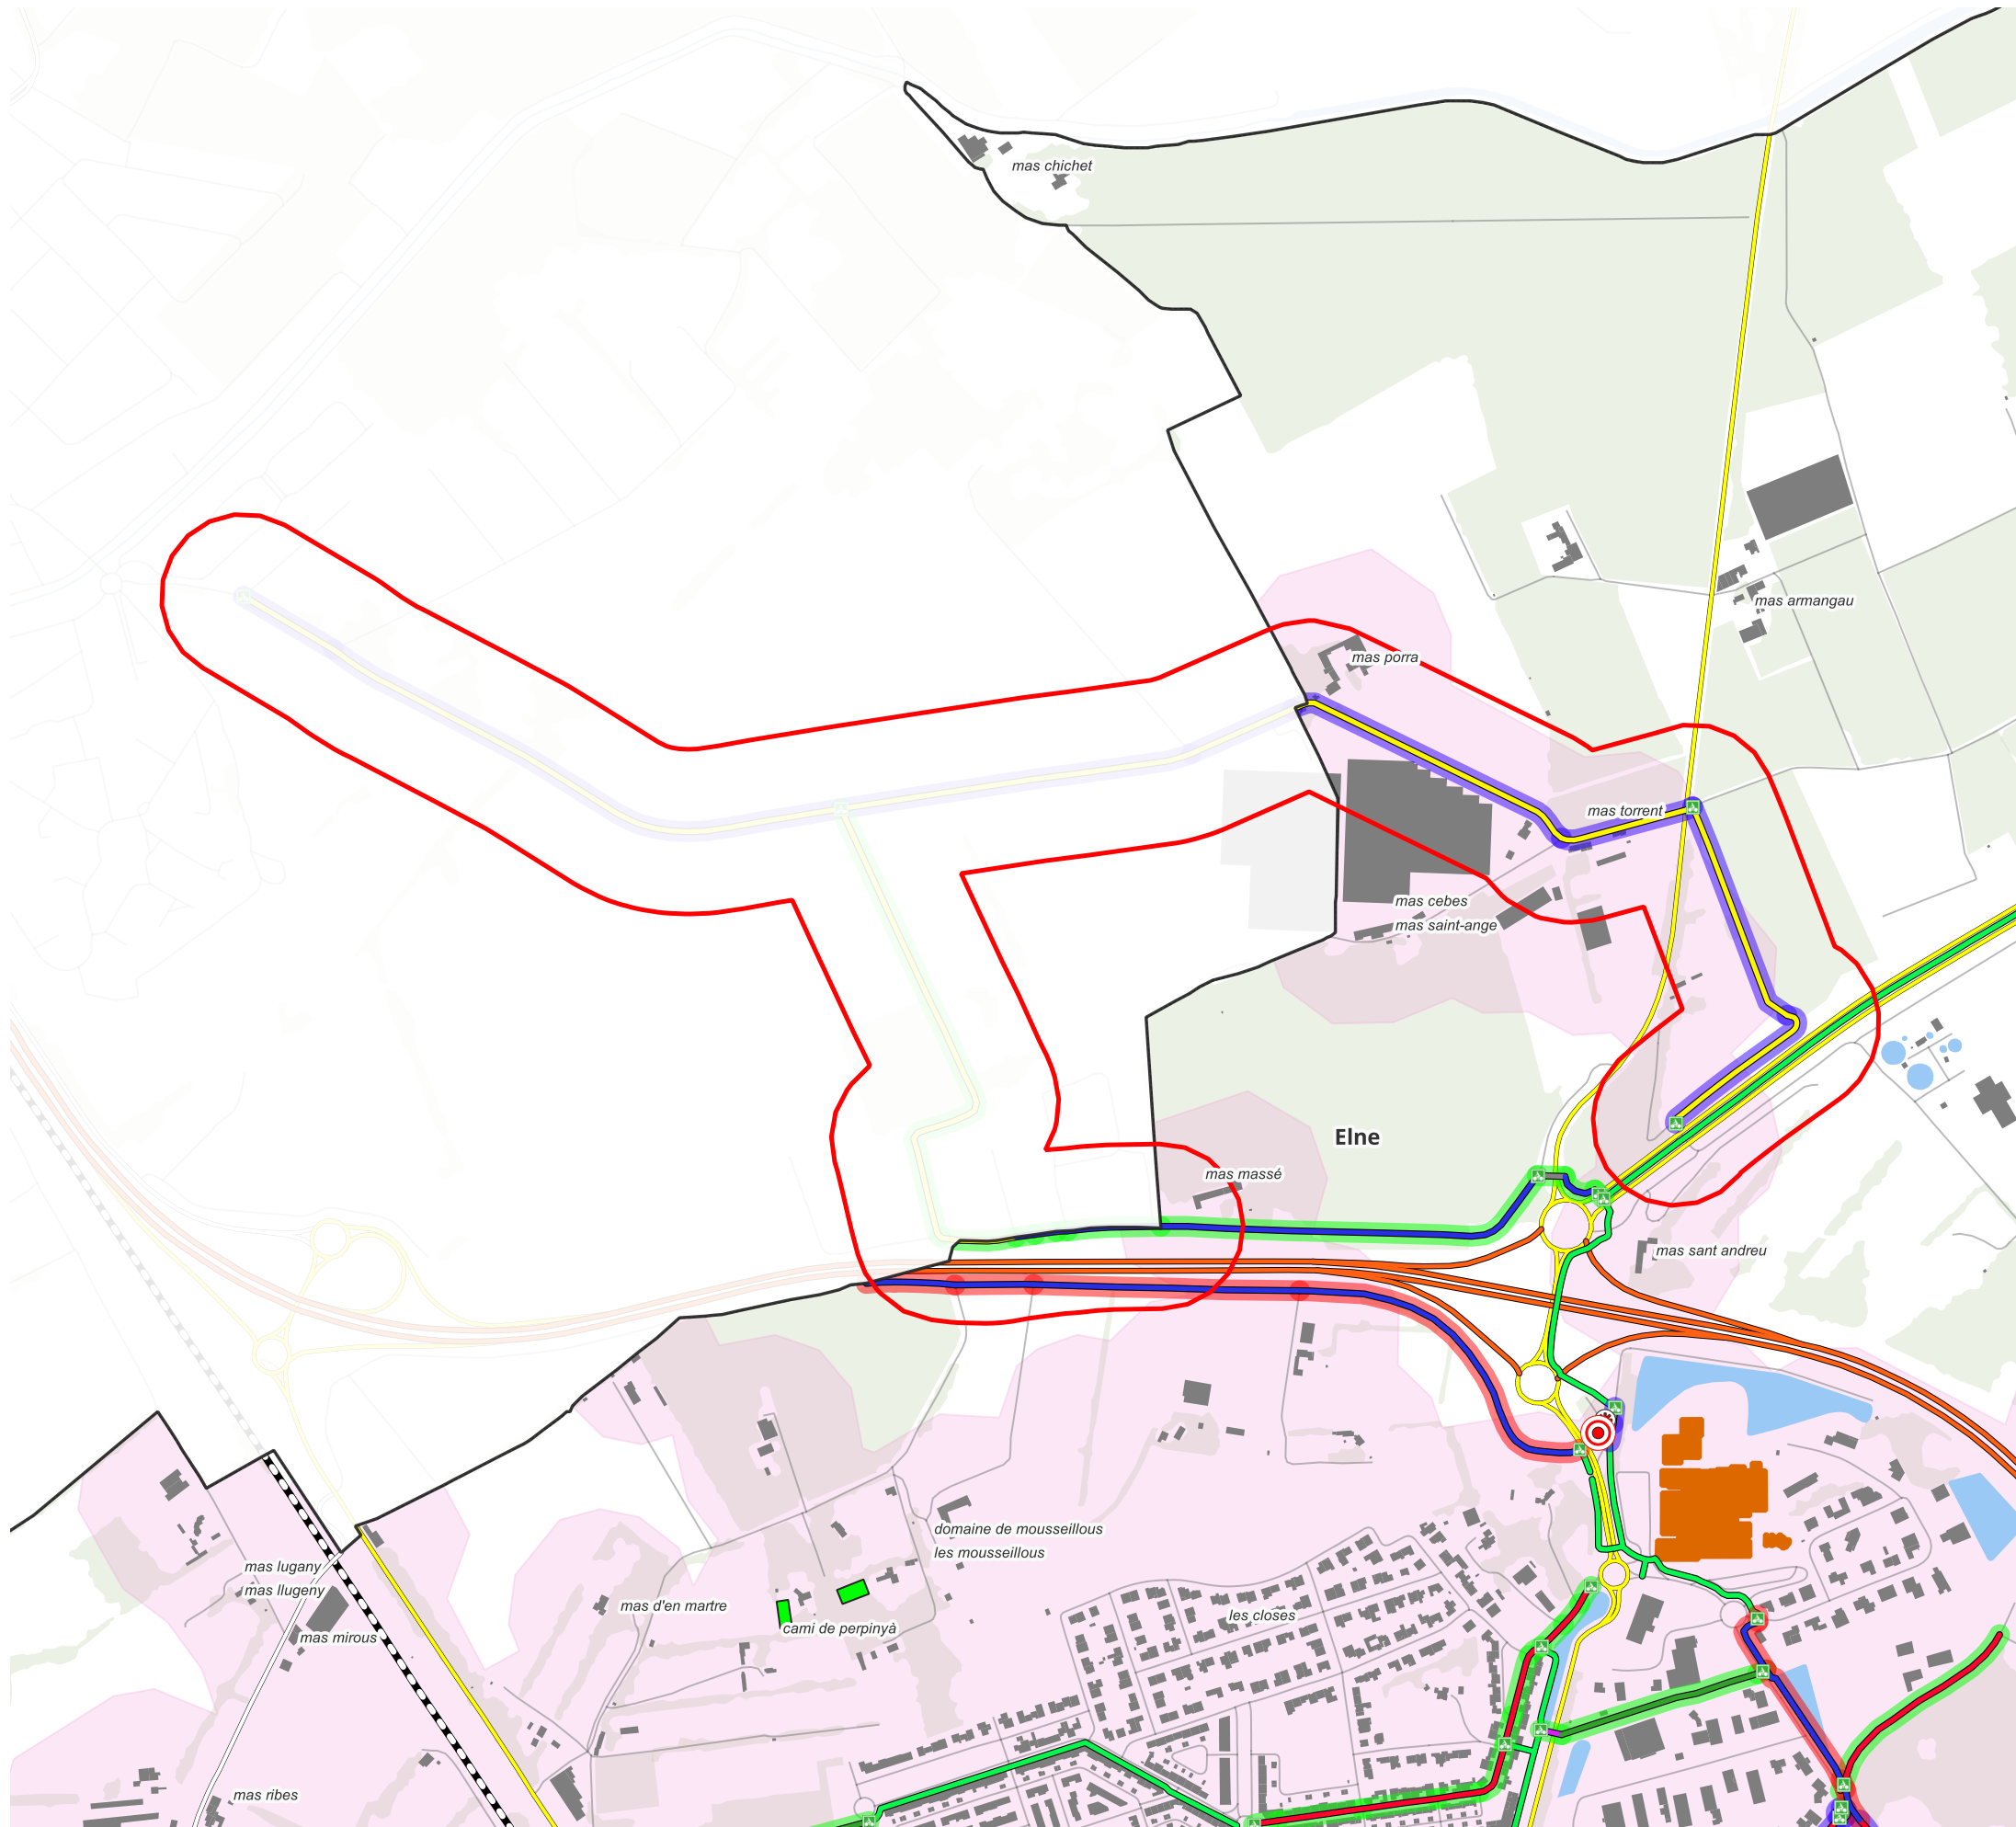 mas chichet
mas armangau
mas porra
mas torrent
mas cebes
mas saint-ange
Elne
mas massé
mas sant andreu
domaine de mousseillous
les mousseillous
mas lugany
mas llugeny
mas d'en martre
les closes
cami de perpinyà
mas mirous
mas ribes